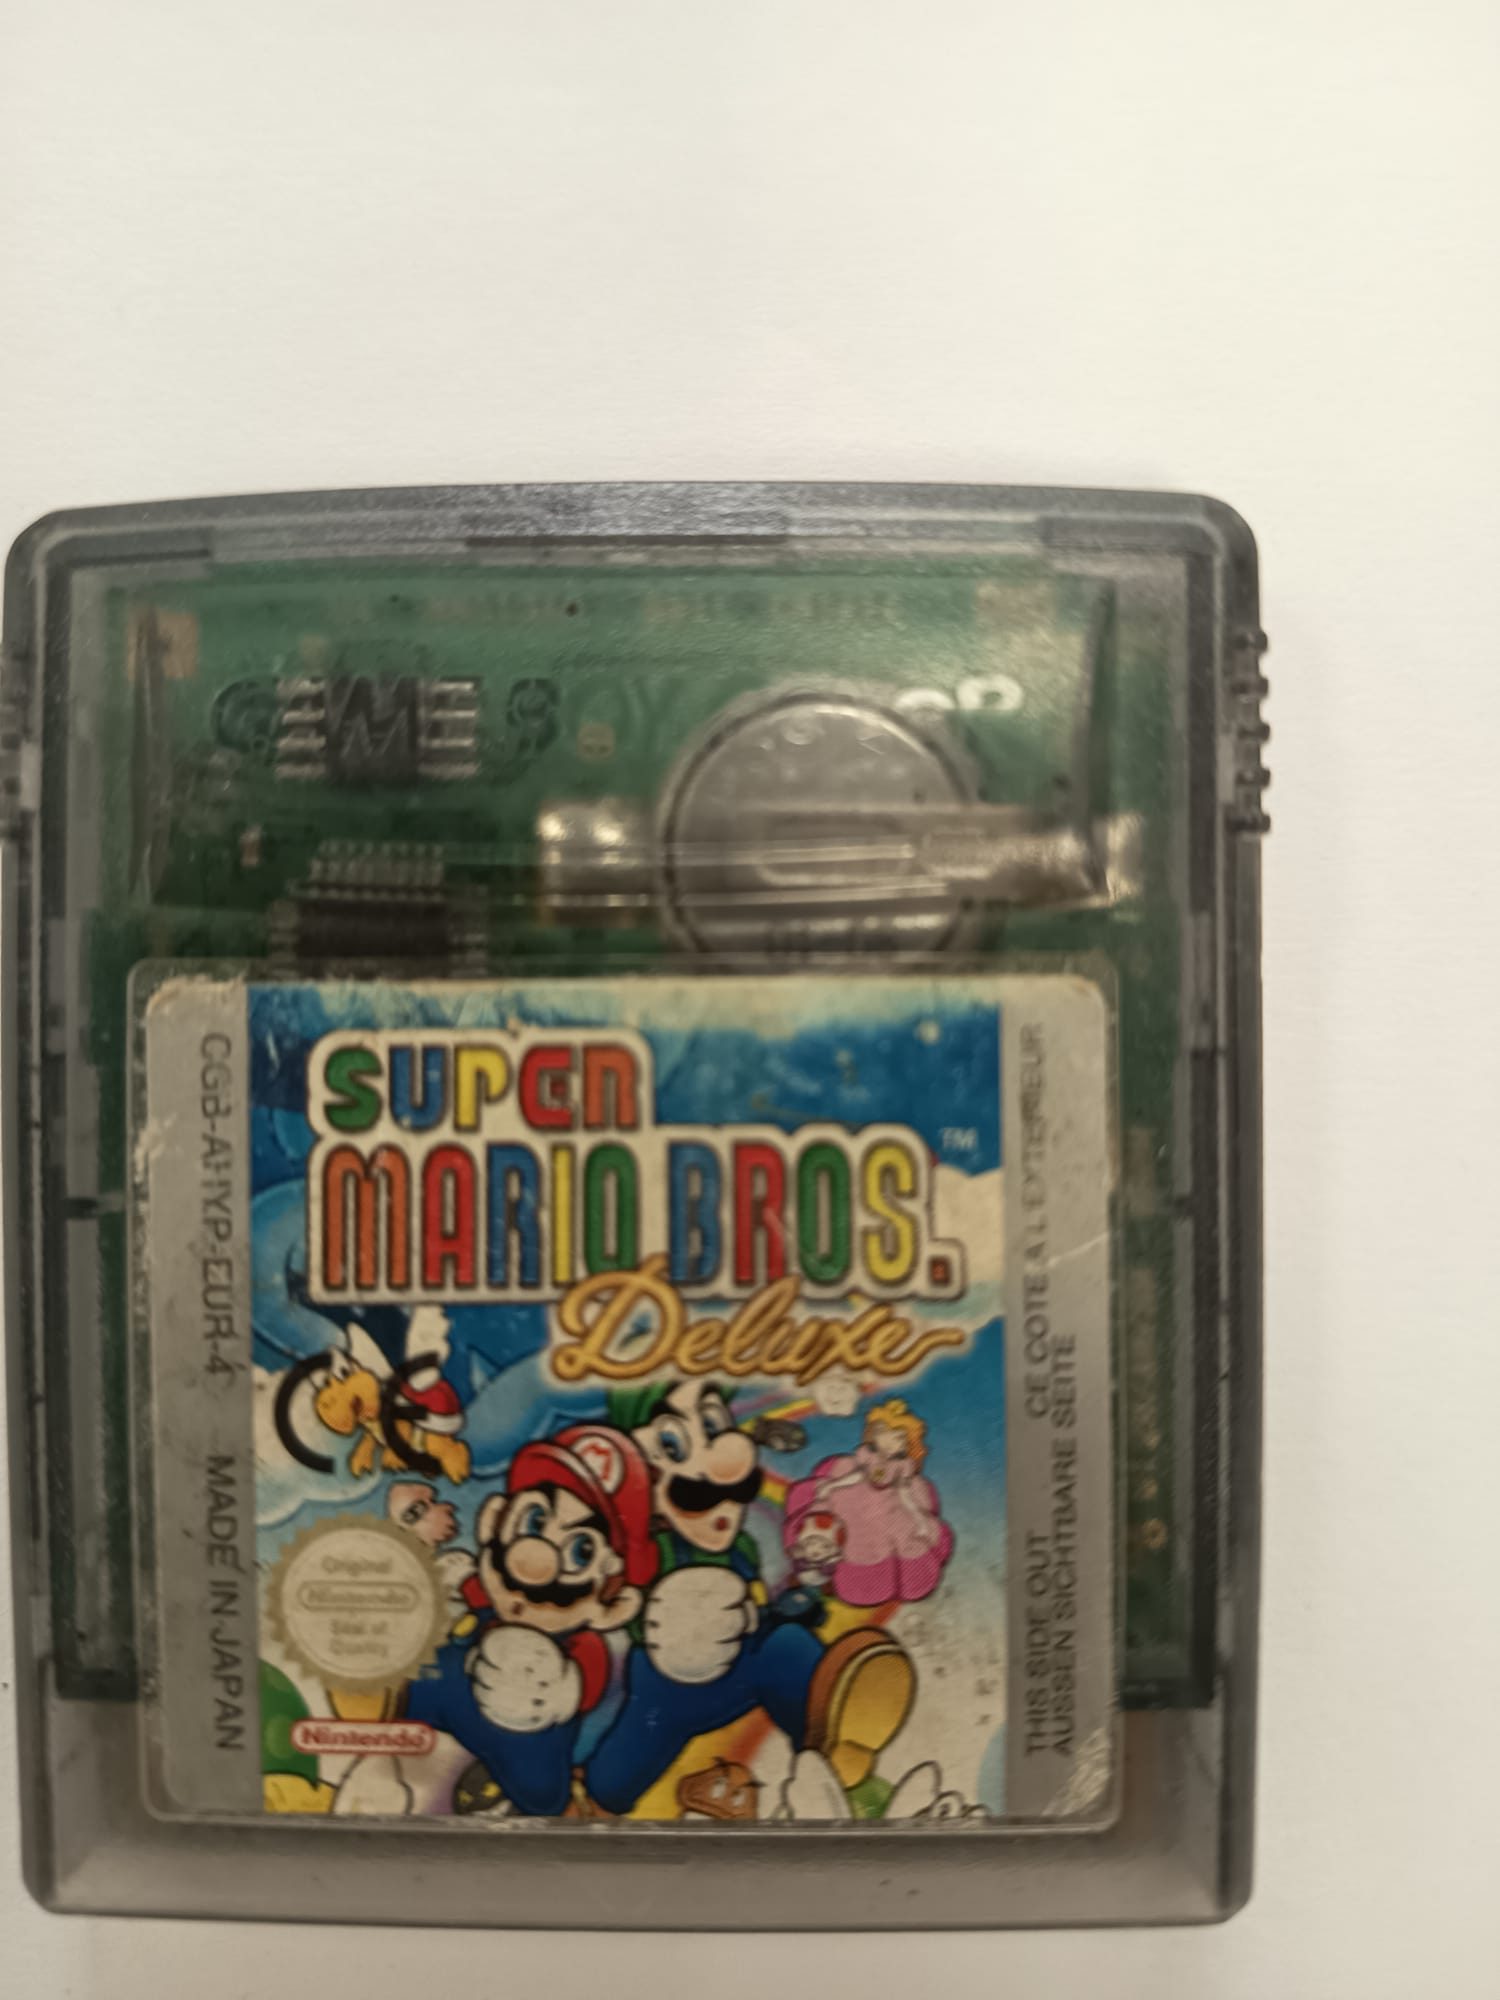 SUPER
MARIO BROS.
TM
Deluxe
CGB-AHYP-EUR-4 MADE IN JAPAN
CE COTE A L EXTERIEUR
THIS SIDE OUT
AUSSEN SICHTBARE SEITE
M
Original
Nintendo
Seal of
Quality
Nintendo